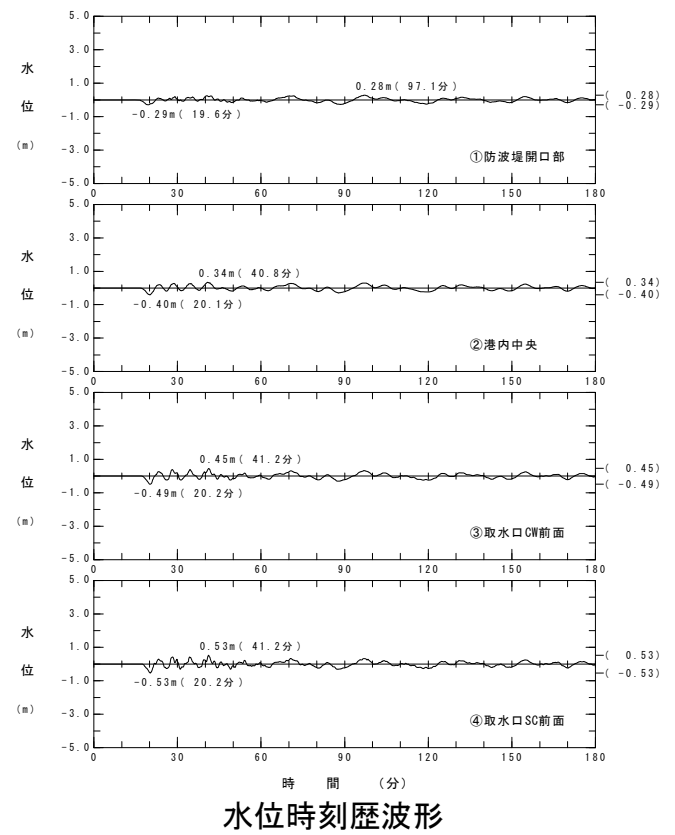 5.0
3.0
1.0
-1.0
-3.0
-5.0
水
位
(m)
0.28m( 97.1分)
-0.29m( 19.6分)
( 0.28)
( -0.29)
①防波堤開口部
0 30 60 90 120 150 180
5.0
3.0
1.0
-1.0
-3.0
-5.0
水
位
(m)
0.34m( 40.8分)
-0.40m( 20.1分)
( 0.34)
( -0.40)
②港内中央
0 30 60 90 120 150 180
5.0
3.0
1.0
-1.0
-3.0
-5.0
水
位
(m)
0.45m( 41.2分)
-0.49m( 20.2分)
( 0.45)
( -0.49)
③取水口CW前面
0 30 60 90 120 150 180
5.0
3.0
1.0
-1.0
-3.0
-5.0
水
位
(m)
0.53m( 41.2分)
-0.53m( 20.2分)
( 0.53)
( -0.53)
④取水口SC前面
0 30 60 90 120 150 180
時 間 (分)
水位時刻歴波形